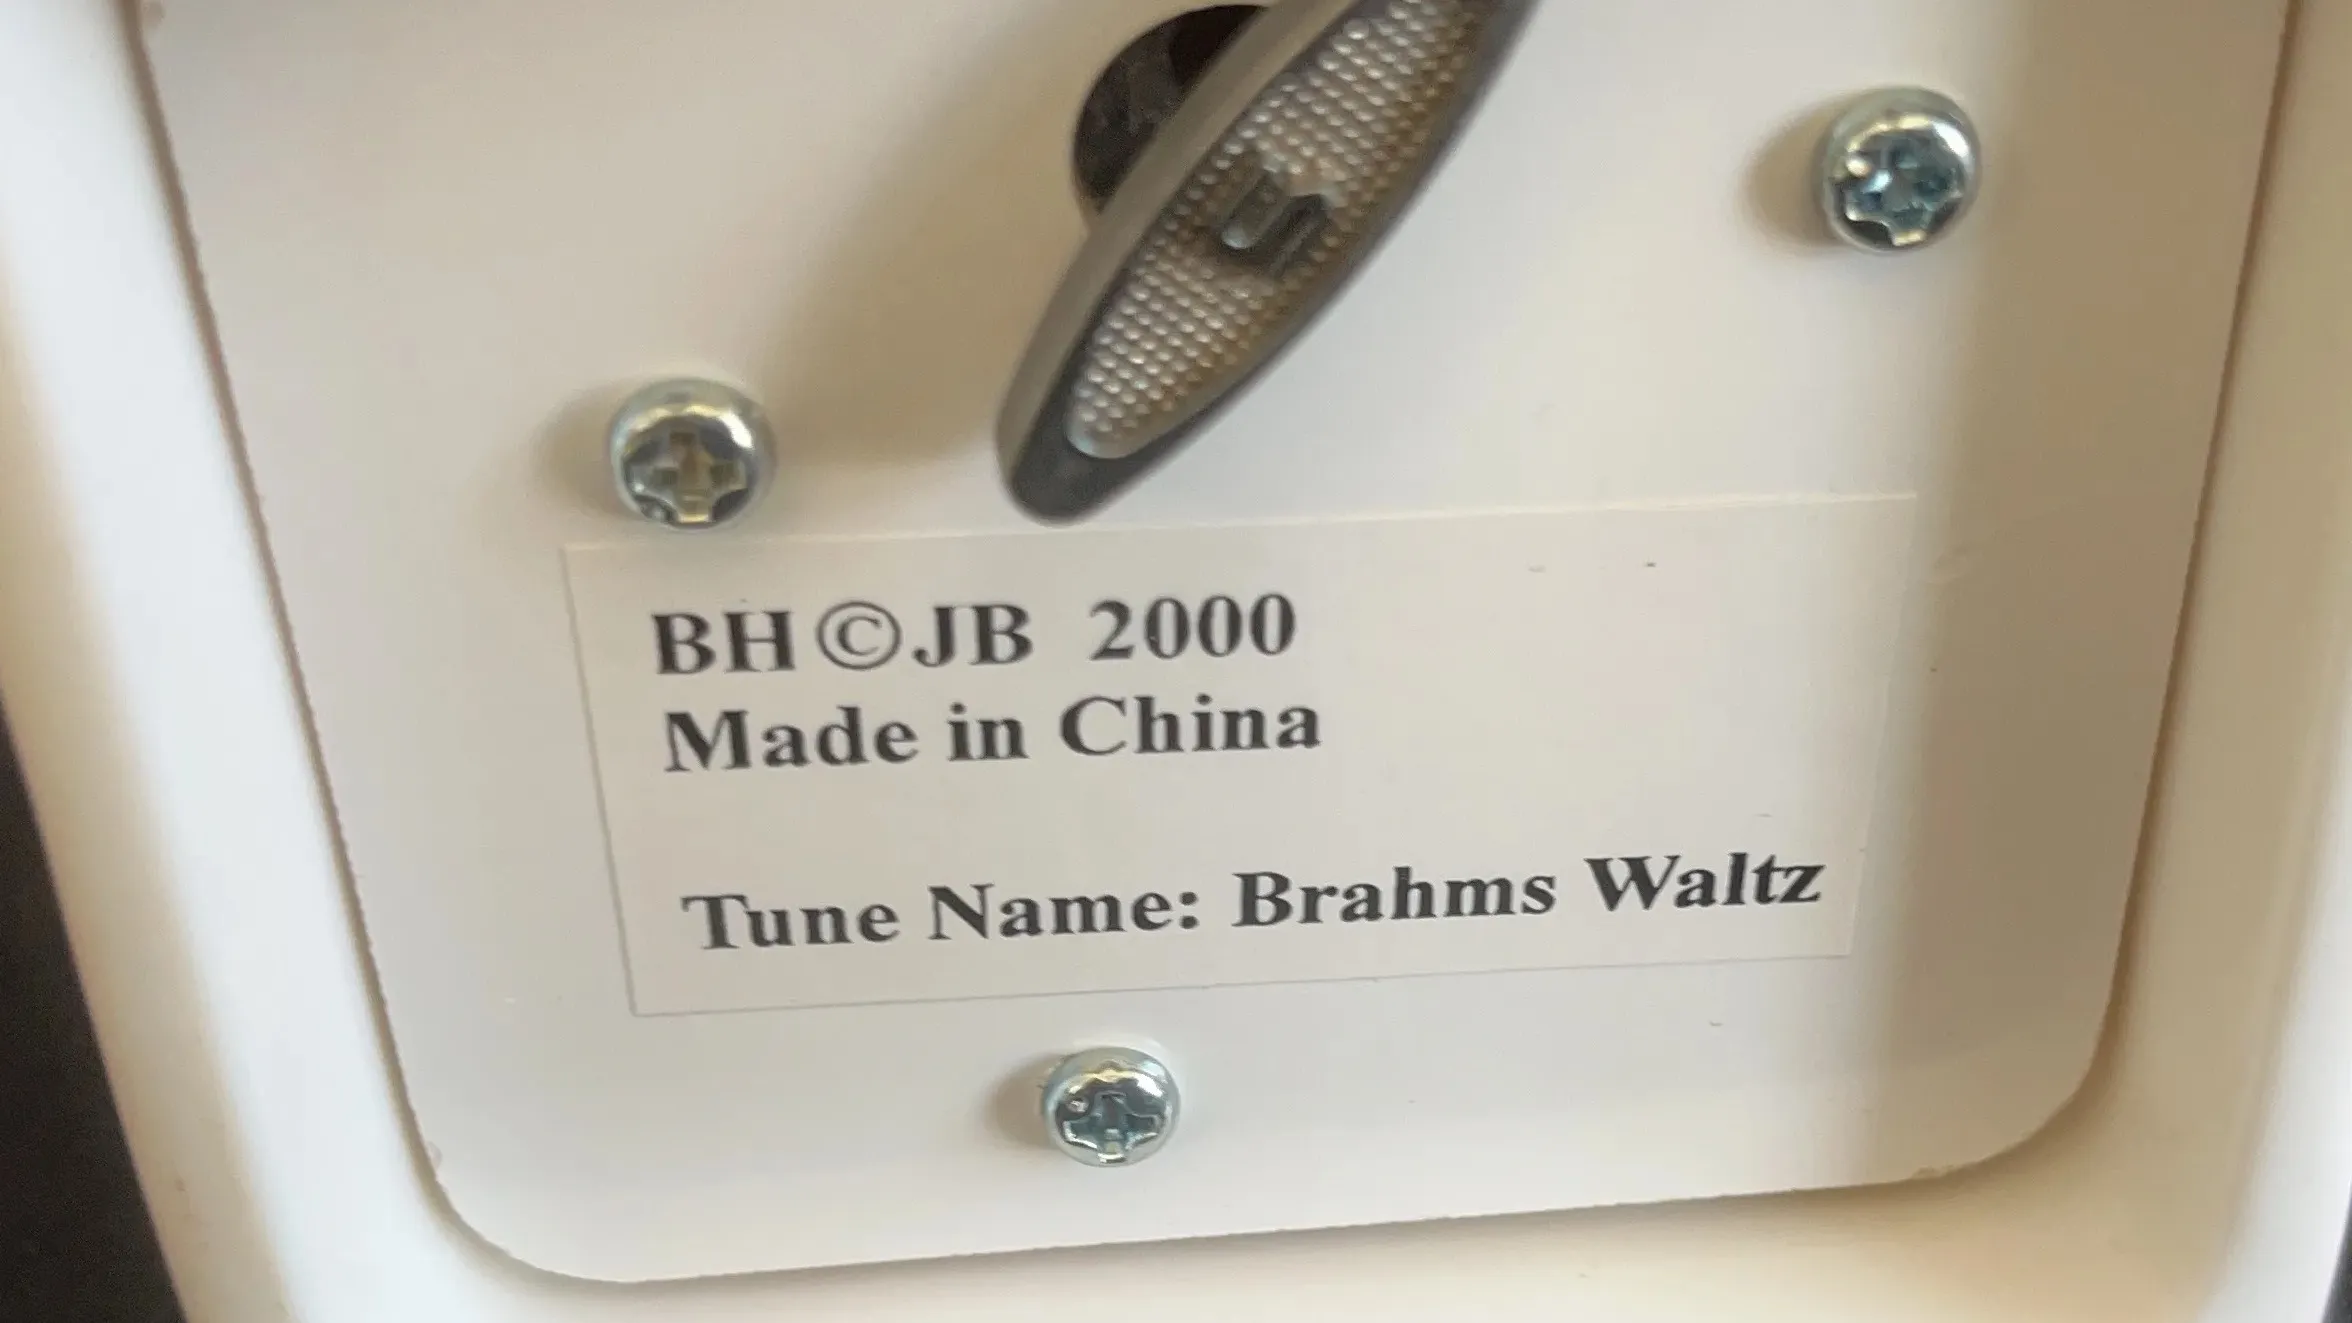 BH©JB 2000
Made in China
Tune Name: Brahms Waltz